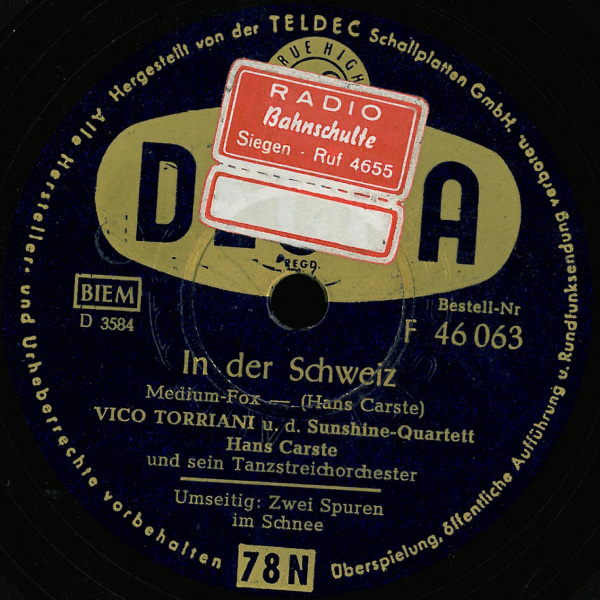 Alle Hersteller- und Urheberrechte vorbehalten
Hergestellt von der TELDEC Schallplatten GmbH.
Überspielung, öffentliche Aufführung u. Rundfunksendung verboten.
RUE HIGH
RADIO
Bahnschulte
Siegen - Ruf 4655
D A
REGD.
BIEM
D 3584
Bestell-Nr
F 46 063
In der Schweiz
Medium-Fox — (Hans Carste)
VICO TORRIANI u. d. Sunshine-Quartett
Hans Carste
und sein Tanzstreichorchester
Umseitig: Zwei Spuren
im Schnee
78N